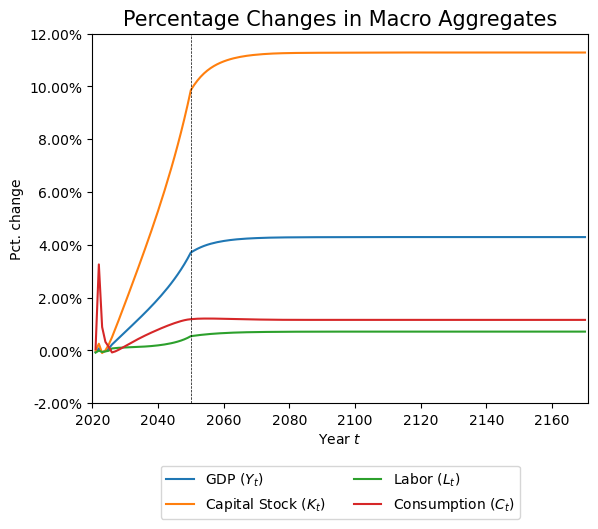 Percentage Changes in Macro Aggregates
12.00%
10.00%
8.00%
6.00%
4.00%
2.00%
0.00%
-2.00%
Pct. change
2020 2040 2060 2080 2100 2120 2140 2160
Year t
GDP (Y_t) Labor (L_t)
Capital Stock (K_t) Consumption (C_t)